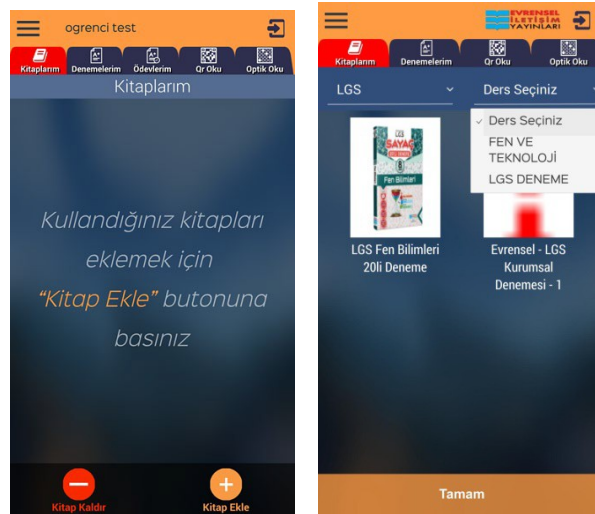 ogrenci test
Kitaplarım Denemelerim Ödevlerim Qr Oku Optik Oku
Kitaplarım
Kullandığınız kitapları
eklemek için
“Kitap Ekle” butonuna
basınız
Kitap Kaldır Kitap Ekle
EVRENSEL
İLETİŞİM
YAYINLARI
Kitaplarım Denemelerim Qr Oku Optik Oku
LGS Ders Seçiniz
Ders Seçiniz
FEN VE
TEKNOLOJİ
LGS DENEME
SAYAÇ
Fen Bilimleri
LGS Fen Bilimleri
20li Deneme
Evrensel - LGS
Kurumsal
Denemesi - 1
Tamam